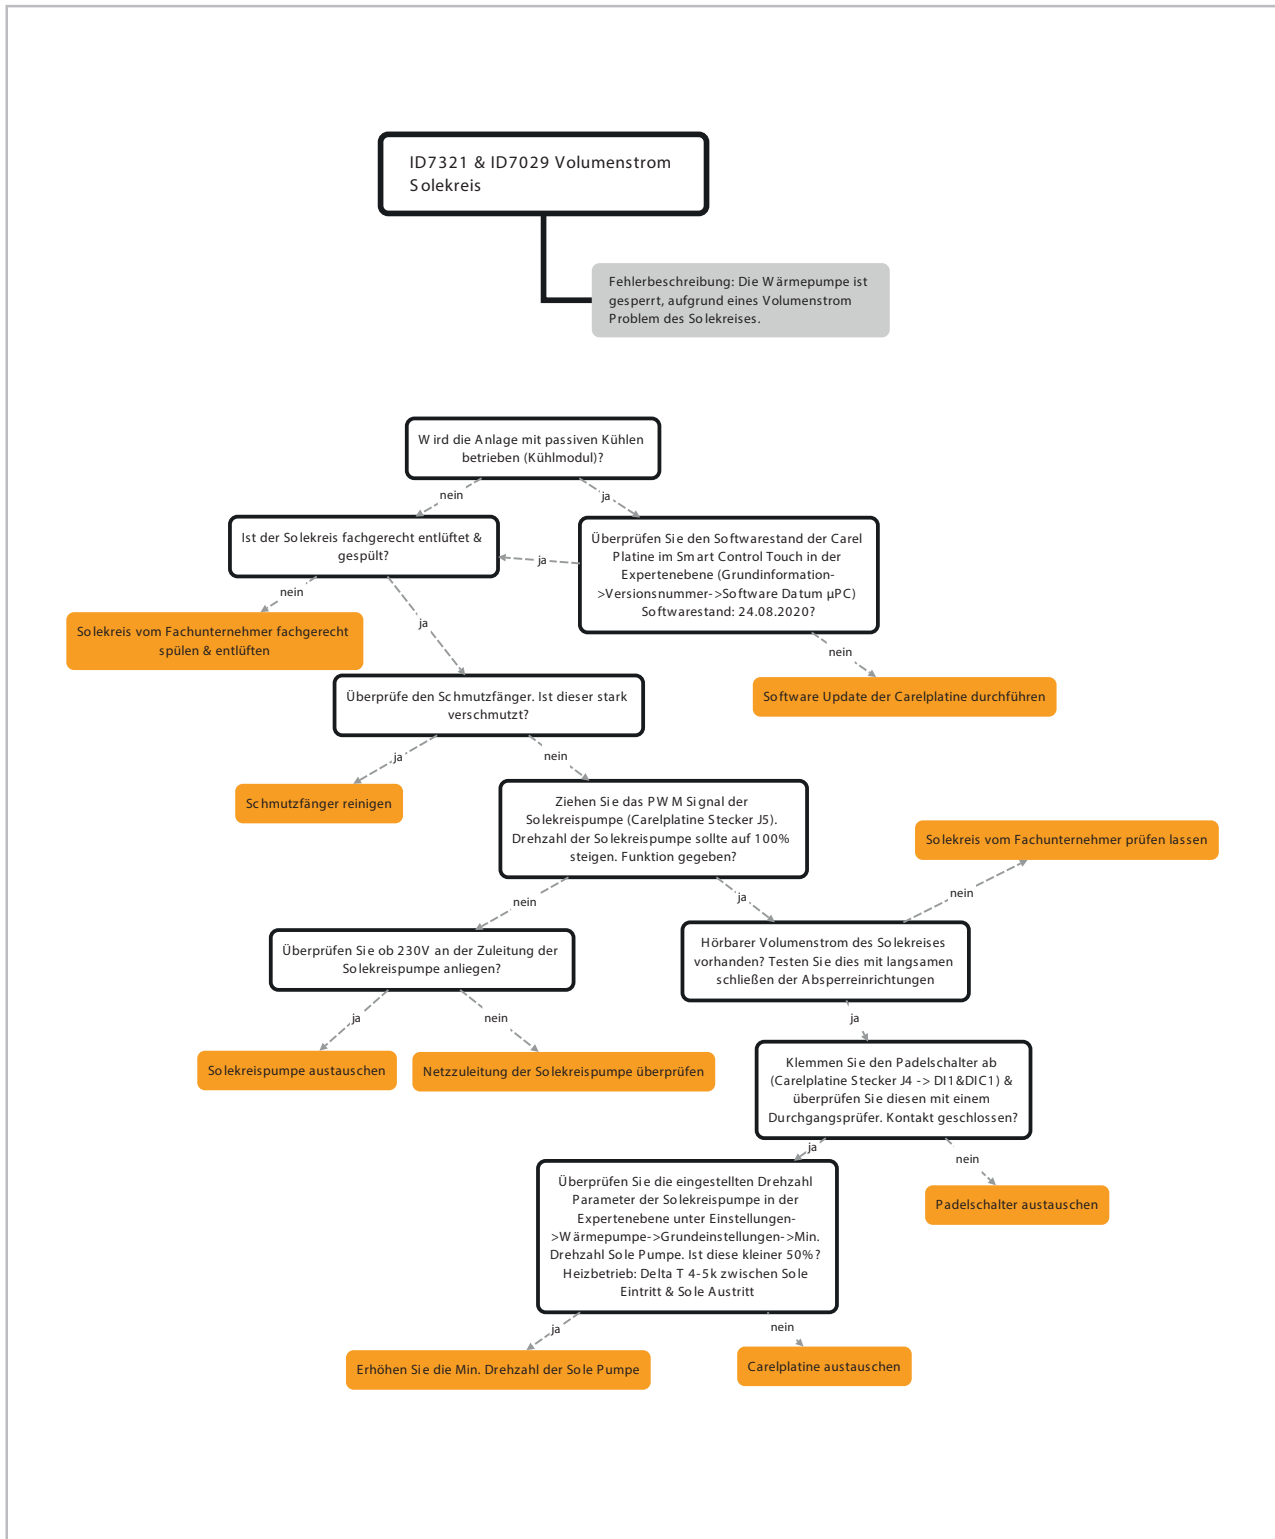 ID7321 & ID7029 Volumenstrom
Solekreis
Fehlerbeschreibung: Die Wärmepumpe ist
gesperrt, aufgrund eines Volumenstrom
Problem des Solekreises.
Wird die Anlage mit passiven Kühlen
betrieben (Kühlmodul)?
nein
ja
Ist der Solekreis fachgerecht entlüftet &
gespült?
ja
Überprüfen Sie den Softwarestand der Carel
Platine im Smart Control Touch in der
Expertenebene (Grundinformation-
>Versionsnummer->Software Datum µPC)
Softwarestand: 24.08.2020?
nein
ja
Solekreis vom Fachunternehmer fachgerecht
spülen & entlüften
nein
Überprüfe den Schmutzfänger. Ist dieser stark
verschmutzt?
Software Update der Carelplatine durchführen
ja
nein
Schmutzfänger reinigen
Ziehen Sie das PWM Signal der
Solekreispumpe (Carelplatine Stecker J5).
Drehzahl der Solekreispumpe sollte auf 100%
steigen. Funktion gegeben?
Solekreis vom Fachunternehmer prüfen lassen
nein
ja
nein
Überprüfen Sie ob 230V an der Zuleitung der
Solekreispumpe anliegen?
Hörbarer Volumenstrom des Solekreises
vorhanden? Testen Sie dies mit langsamen
schließen der Absperreinrichtungen
ja
nein
ja
Solekreispumpe austauschen
Netzzuleitung der Solekreispumpe überprüfen
Klemmen Sie den Padelschalter ab
(Carelplatine Stecker J4 -> DI1&DIC1) &
überprüfen Sie diesen mit einem
Durchgangsprüfer. Kontakt geschlossen?
ja
nein
Überprüfen Sie die eingestellten Drehzahl
Parameter der Solekreispumpe in der
Expertenebene unter Einstellungen-
>Wärmepumpe->Grundeinstellungen->Min.
Drehzahl Sole Pumpe. Ist diese kleiner 50%?
Heizbetrieb: Delta T 4-5k zwischen Sole
Eintritt & Sole Austritt
Padelschalter austauschen
ja
nein
Erhöhen Sie die Min. Drehzahl der Sole Pumpe
Carelplatine austauschen